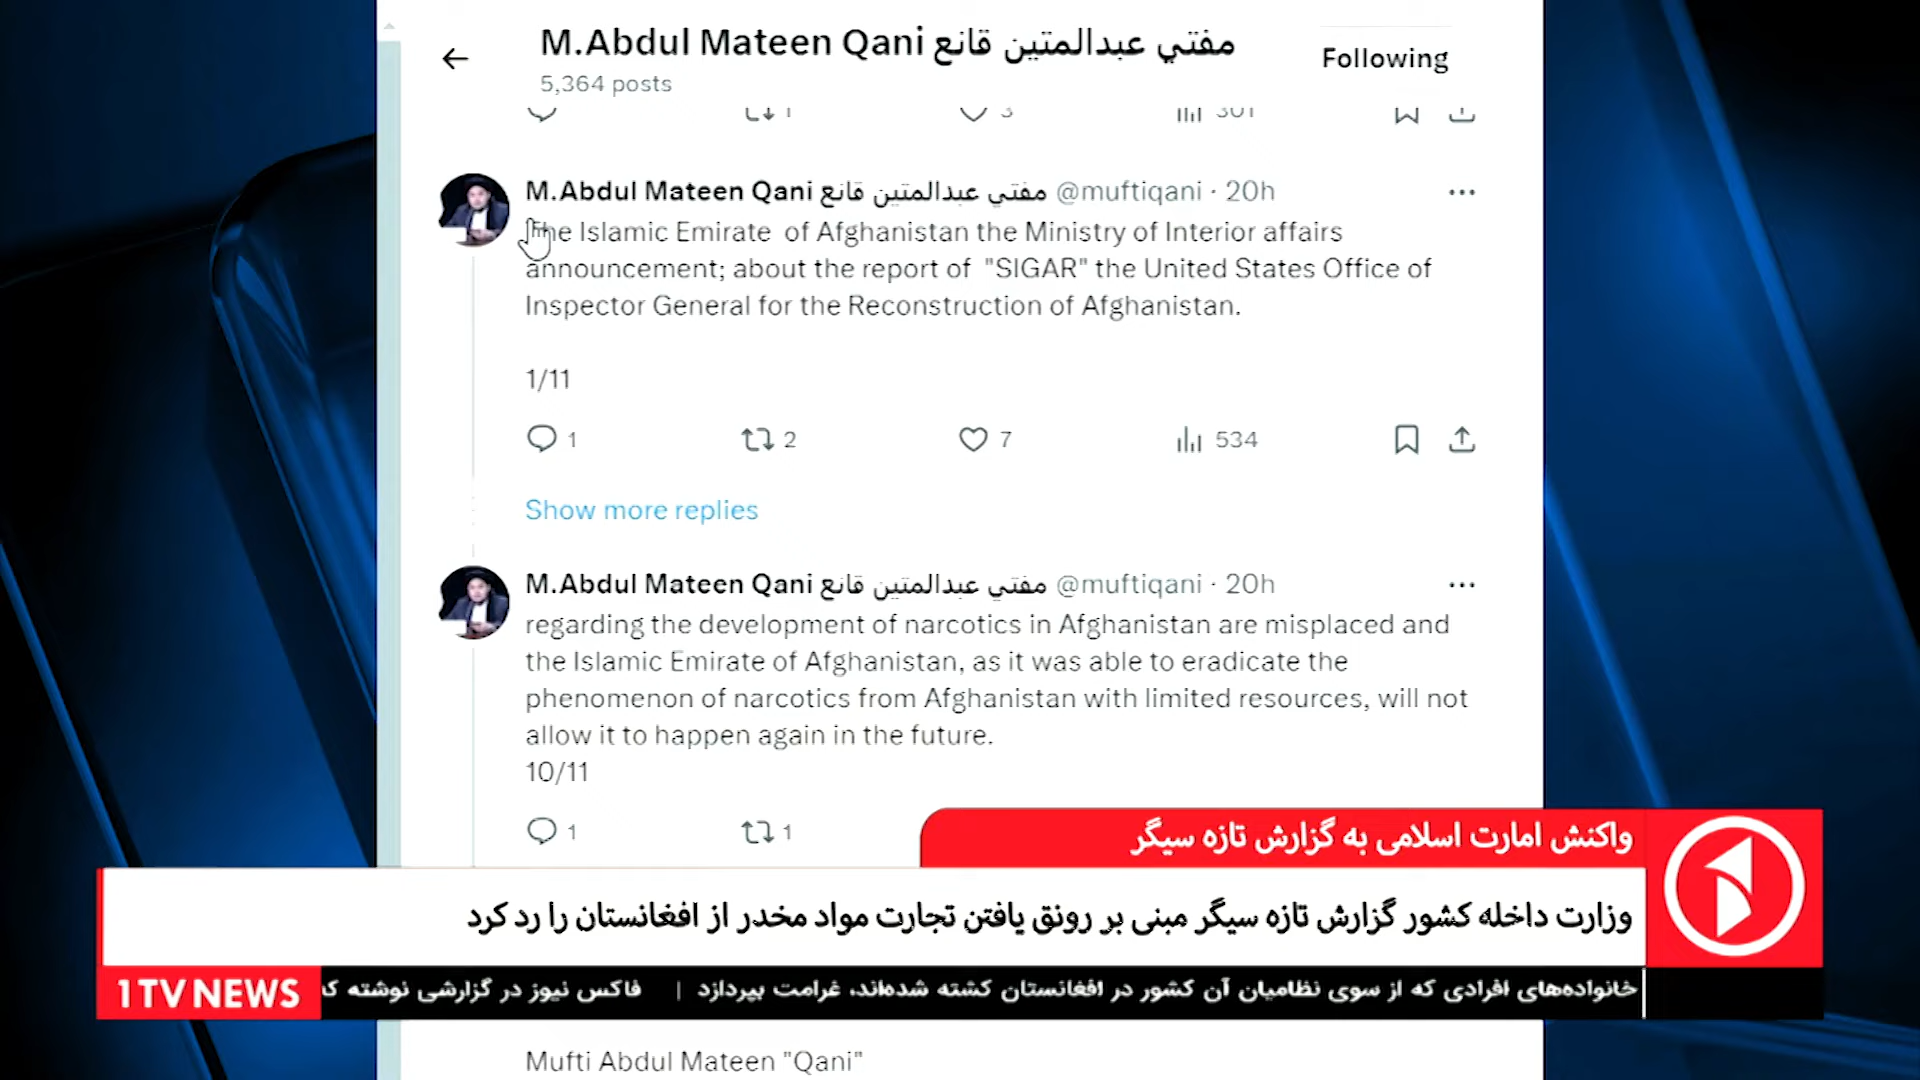 M.Abdul Mateen Qani مفتي عبدالمتين قانع
5,364 posts
Following
1 3 301
M.Abdul Mateen Qani مفتي عبدالمتين قانع @muftiqani · 20h
The Islamic Emirate of Afghanistan the Ministry of Interior affairs
announcement; about the report of "SIGAR" the United States Office of
Inspector General for the Reconstruction of Afghanistan.
1/11
1 2 7 534
Show more replies
M.Abdul Mateen Qani مفتي عبدالمتين قانع @muftiqani · 20h
regarding the development of narcotics in Afghanistan are misplaced and
the Islamic Emirate of Afghanistan, as it was able to eradicate the
phenomenon of narcotics from Afghanistan with limited resources, will not
allow it to happen again in the future.
10/11
1 1
واکنش امارت اسلامی به گزارش تازه سیگر
وزارت داخله کشور گزارش تازه سیگر مبنی بر رونق یافتن تجارت مواد مخدر از افغانستان را رد کرد
خانواده‌های افرادی که از سوی نظامیان آن کشور در افغانستان کشته شده‌اند، غرامت بپردازد | فاکس نیوز در گزارشی نوشته ک
1TV NEWS
Mufti Abdul Mateen "Qani"